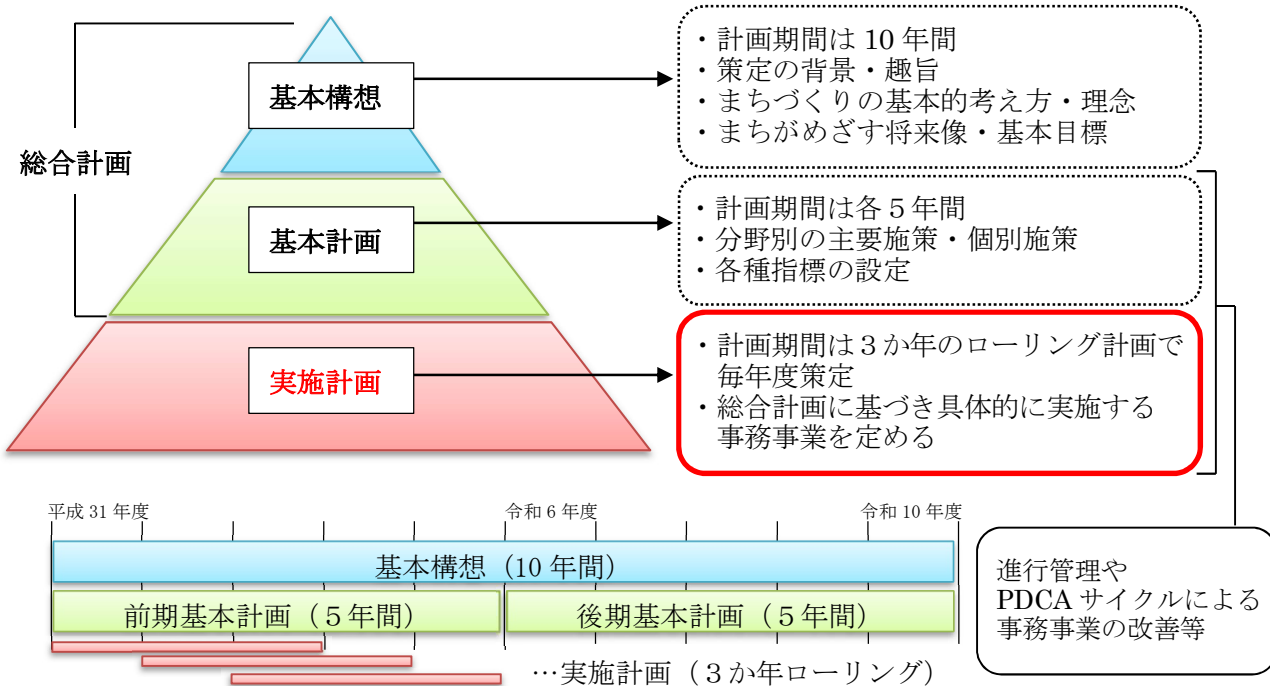 総合計画
基本構想
・計画期間は 10 年間
・策定の背景・趣旨
・まちづくりの基本的考え方・理念
・まちがめざす将来像・基本目標
基本計画
・計画期間は各５年間
・分野別の主要施策・個別施策
・各種指標の設定
実施計画
・計画期間は３か年のローリング計画で
毎年度策定
・総合計画に基づき具体的に実施する
事務事業を定める
平成 31 年度
令和 6 年度
令和 10 年度
基本構想（10 年間）
前期基本計画（５年間）
後期基本計画（５年間）
…実施計画（３か年ローリング）
進行管理や
PDCA サイクルによる
事務事業の改善等